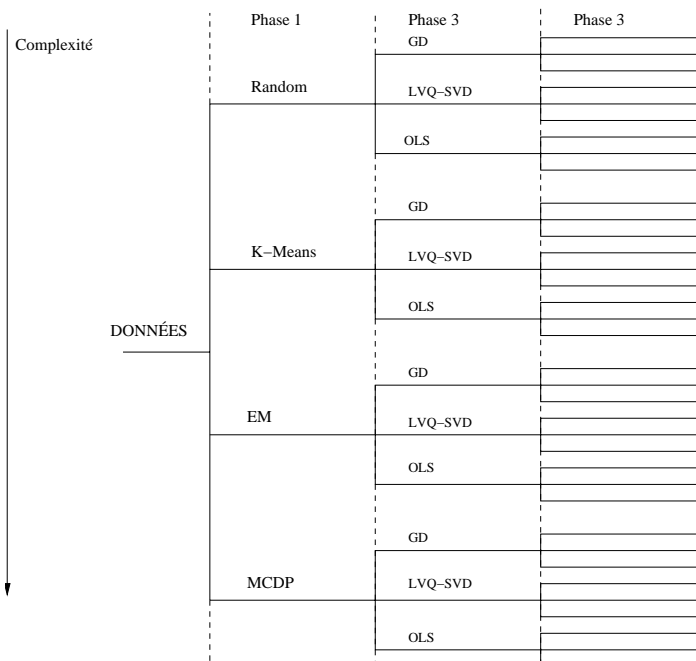 Phase 1
Phase 3
Phase 3
Complexité
GD
Random
LVQ–SVD
OLS
GD
K–Means
LVQ–SVD
OLS
DONNÉES
GD
EM
LVQ–SVD
OLS
GD
MCDP
LVQ–SVD
OLS